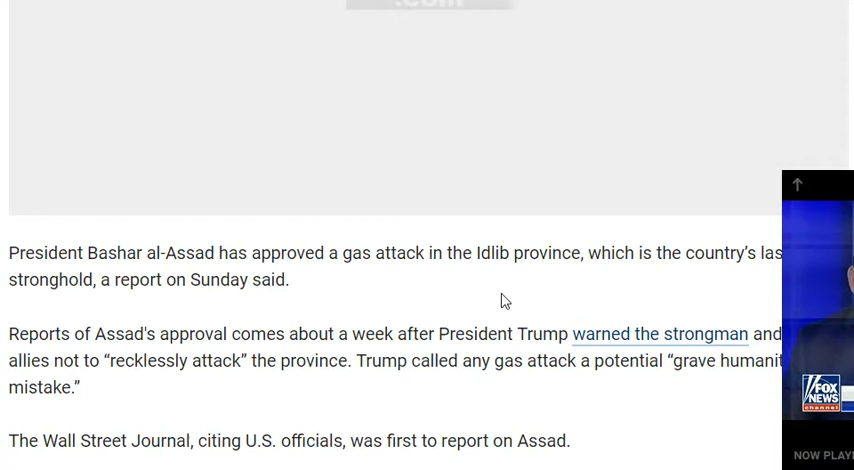 .com
President Bashar al-Assad has approved a gas attack in the Idlib province, which is the country’s
stronghold, a report on Sunday said.
Reports of Assad's approval comes about a week after President Trump warned the strongman and
allies not to “recklessly attack” the province. Trump called any gas attack a potential “grave
mistake.”
The Wall Street Journal, citing U.S. officials, was first to report on Assad.
FOX
NEWS
channel
NOW